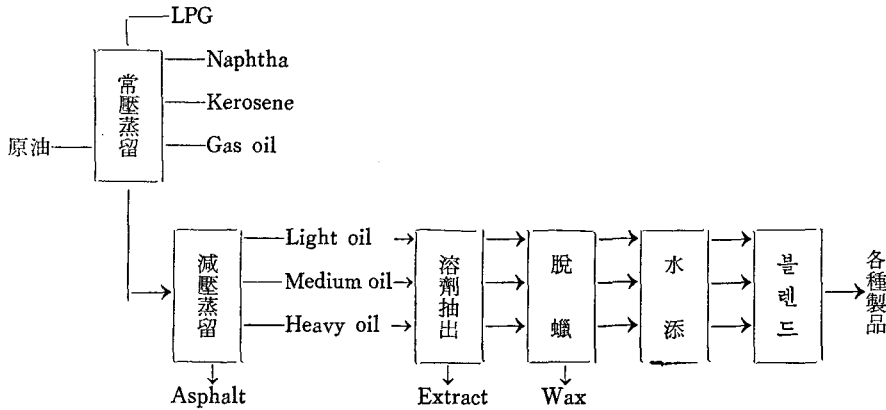 LPG
Naphtha
常壓蒸留
Kerosene
原油
Gas oil
減壓蒸留
Light oil
Medium oil
Heavy oil
溶劑抽出
脫蠟
水添
블렌드
各種製品
Asphalt
Extract
Wax